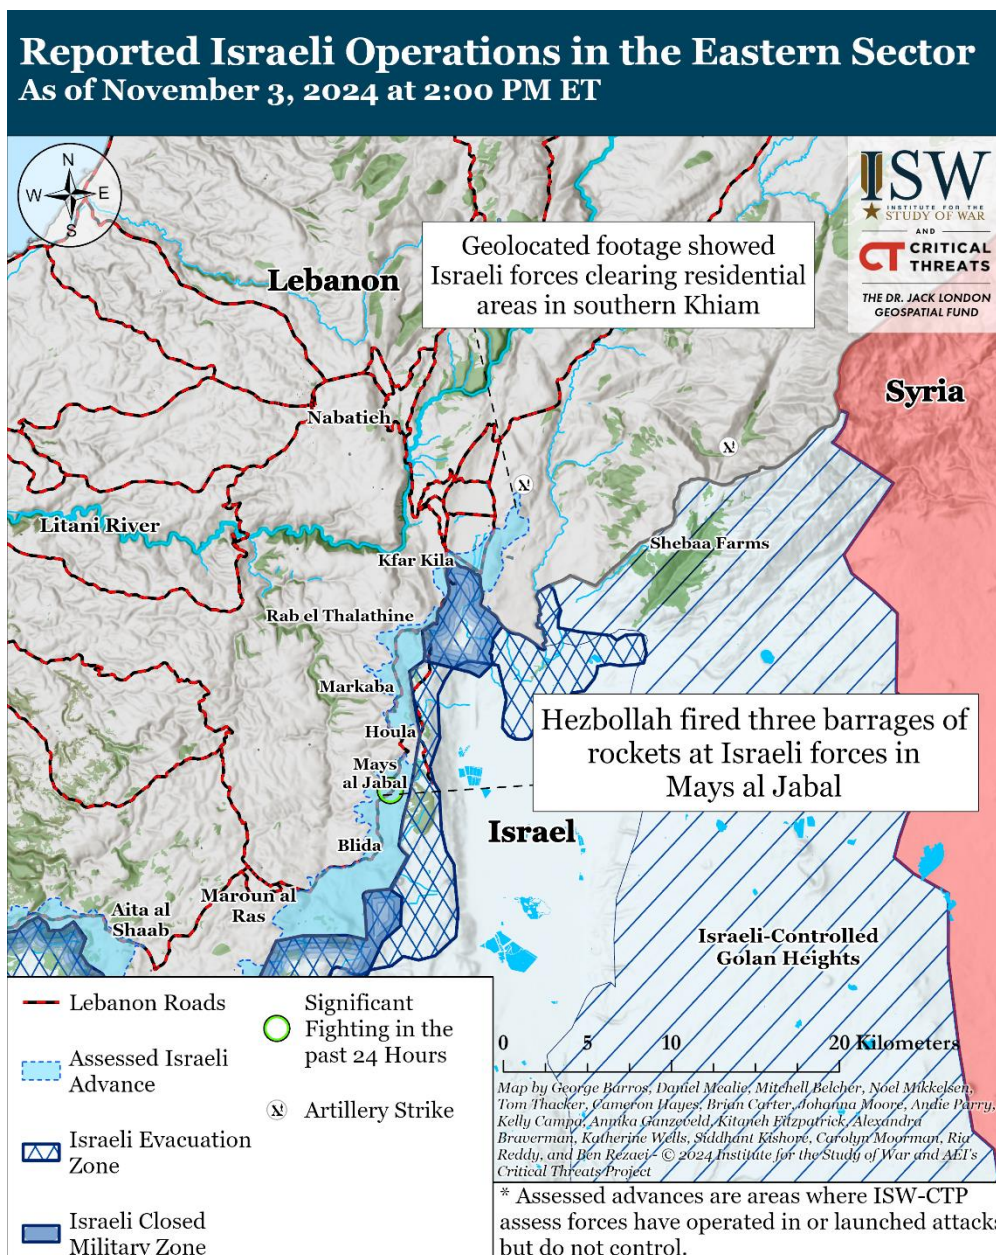 Reported Israeli Operations in the Eastern Sector
As of November 3, 2024 at 2:00 PM ET
N
W E
S
ISW
INSTITUTE FOR THE
STUDY OF WAR
AND
CT CRITICAL
THREATS
THE DR. JACK LONDON
GEOSPATIAL FUND
Geolocated footage showed
Israeli forces clearing residential
areas in southern Khiam
Lebanon
Syria
Nabatieh
Litani River
Shebaa Farms
Kfar Kila
Rab el Thalathine
Markaba
Houla
Mays
al Jabal
Hezbollah fired three barrages of
rockets at Israeli forces in
Mays al Jabal
Israel
Blida
Maroun al
Ras
Aita al
Shaab
Israeli-Controlled
Golan Heights
Lebanon Roads
Assessed Israeli
Advance
Israeli Evacuation
Zone
Israeli Closed
Military Zone
Significant
Fighting in the
past 24 Hours
Artillery Strike
0 5 10 20 Kilometers
Map by George Barros, Daniel Mealie, Mitchell Belcher, Noel Mikkelsen,
Tom Thacker, Cameron Hayes, Brian Carter, Johanna Moore, Andie Parry,
Kelly Campa, Annika Ganzeveld, Kitaneh Fitzpatrick, Alexandra
Braverman, Katherine Wells, Siddhant Kishore, Carolyn Moorman, Ria
Reddy, and Ben Rezaei - © 2024 Institute for the Study of War and AEI's
Critical Threats Project
* Assessed advances are areas where ISW-CTP
assess forces have operated in or launched attacks
but do not control.